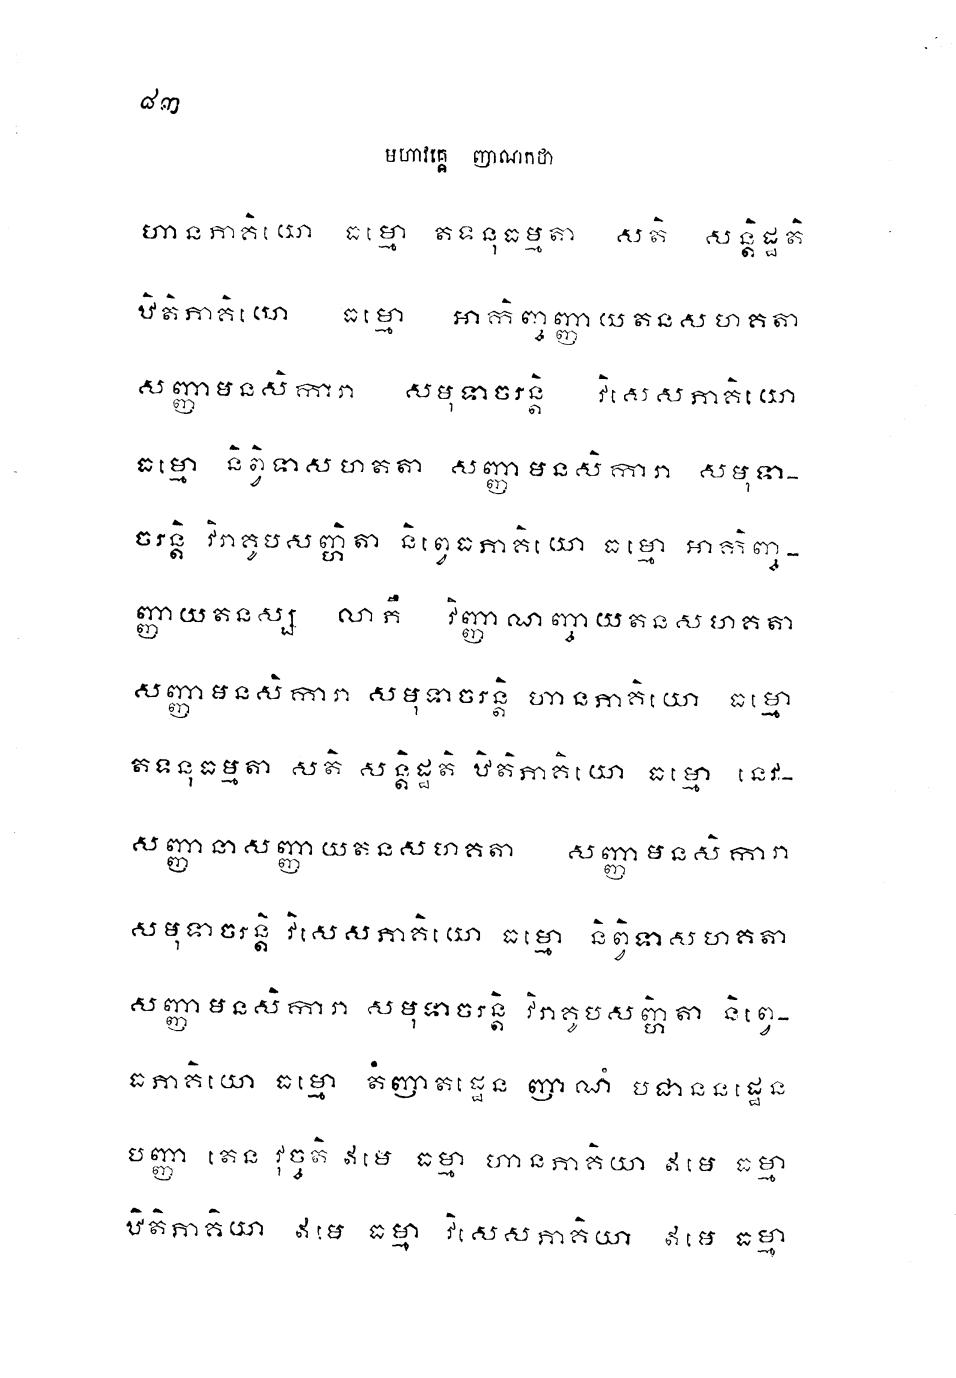 ៨៣
មហាវគ្គេ ញាណកថា
ហានភាគិយោ ធម្មោ តទនុធម្មតា សតិ សន្តិដ្ឋតិ
ឋិតិភាគិយោ ធម្មោ អាកិញ្ចញ្ញាយតនសហគតា
សញ្ញាមនសិការា សមុទាចរន្តិ វិសេសភាគិយោ
ធម្មោ និព្វិទាសហគតា សញ្ញាមនសិការា សមុទា-
ចរន្តិ វិរាគូបសញ្ហិតា និព្វេធភាគិយោ ធម្មោ អាកិញ្ច-
ញ្ញាយតនស្ស លាភឹ វិញ្ញាណញ្ចាយតនសហគតា
សញ្ញាមនសិការា សមុទាចរន្តិ ហានភាគិយោ ធម្មោ
តទនុធម្មតា សតិ សន្តិដ្ឋតិ ឋិតិភាគិយោ ធម្មោ នេវ-
សញ្ញានាសញ្ញាយតនសហគតា សញ្ញាមនសិការា
សមុទាចរន្តិ វិសេសភាគិយោ ធម្មោ និព្វិទាសហគតា
សញ្ញាមនសិការា សមុទាចរន្តិ វិរាគូបសញ្ហិតា និព្វេ-
ធភាគិយោ ធម្មោ តំញាតដ្ឋេន ញាណំ បជាននដ្ឋេន
បញ្ញា តេន វុច្ចតិ ឥមេ ធម្មា ហានភាគិយា ឥមេ ធម្មា
ឋិតិភាគិយា ឥមេ ធម្មា វិសេសភាគិយា ឥមេ ធម្មា